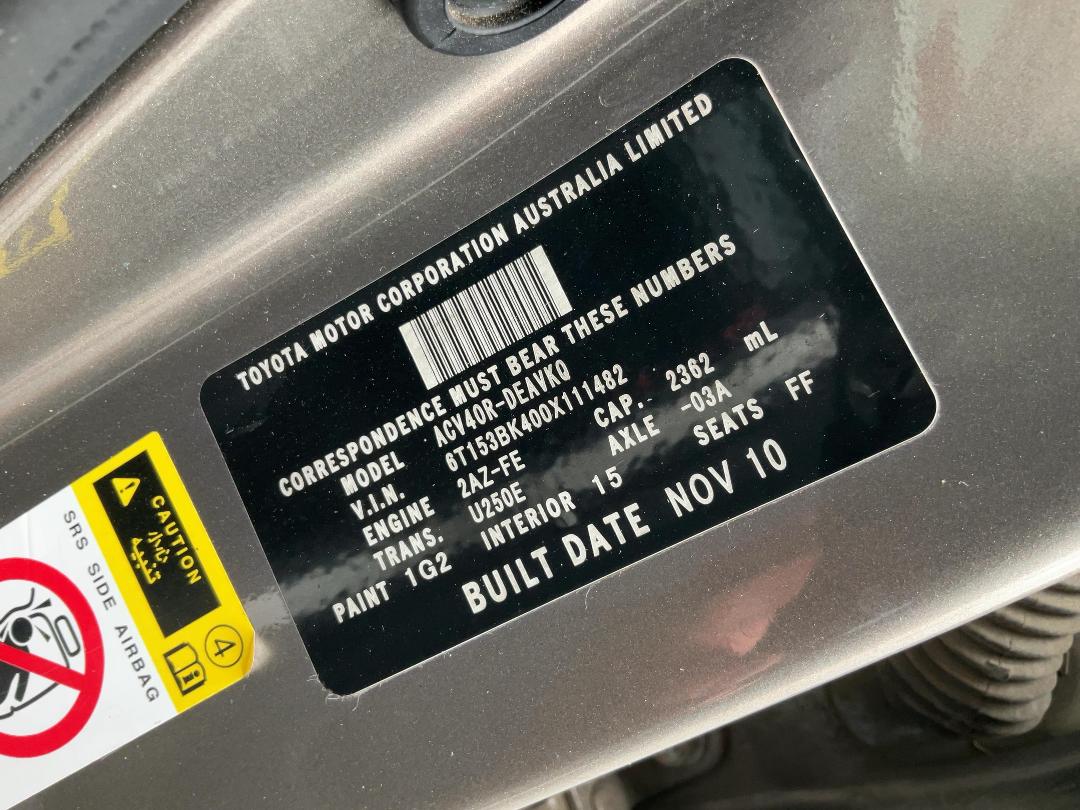 TOYOTA MOTOR CORPORATION AUSTRALIA LIMITED
CORRESPONDENCE MUST BEAR THESE NUMBERS
MODEL ACV40R-DEAVKQ
V.I.N. 6T153BK400X111482
ENGINE 2AZ-FE CAP. 2362 mL
TRANS. U250E AXLE -03A
PAINT 1G2 INTERIOR 15 SEATS FF
BUILT DATE NOV 10
CAUTION
تنبيه
4
SRS SIDE AIRBAG